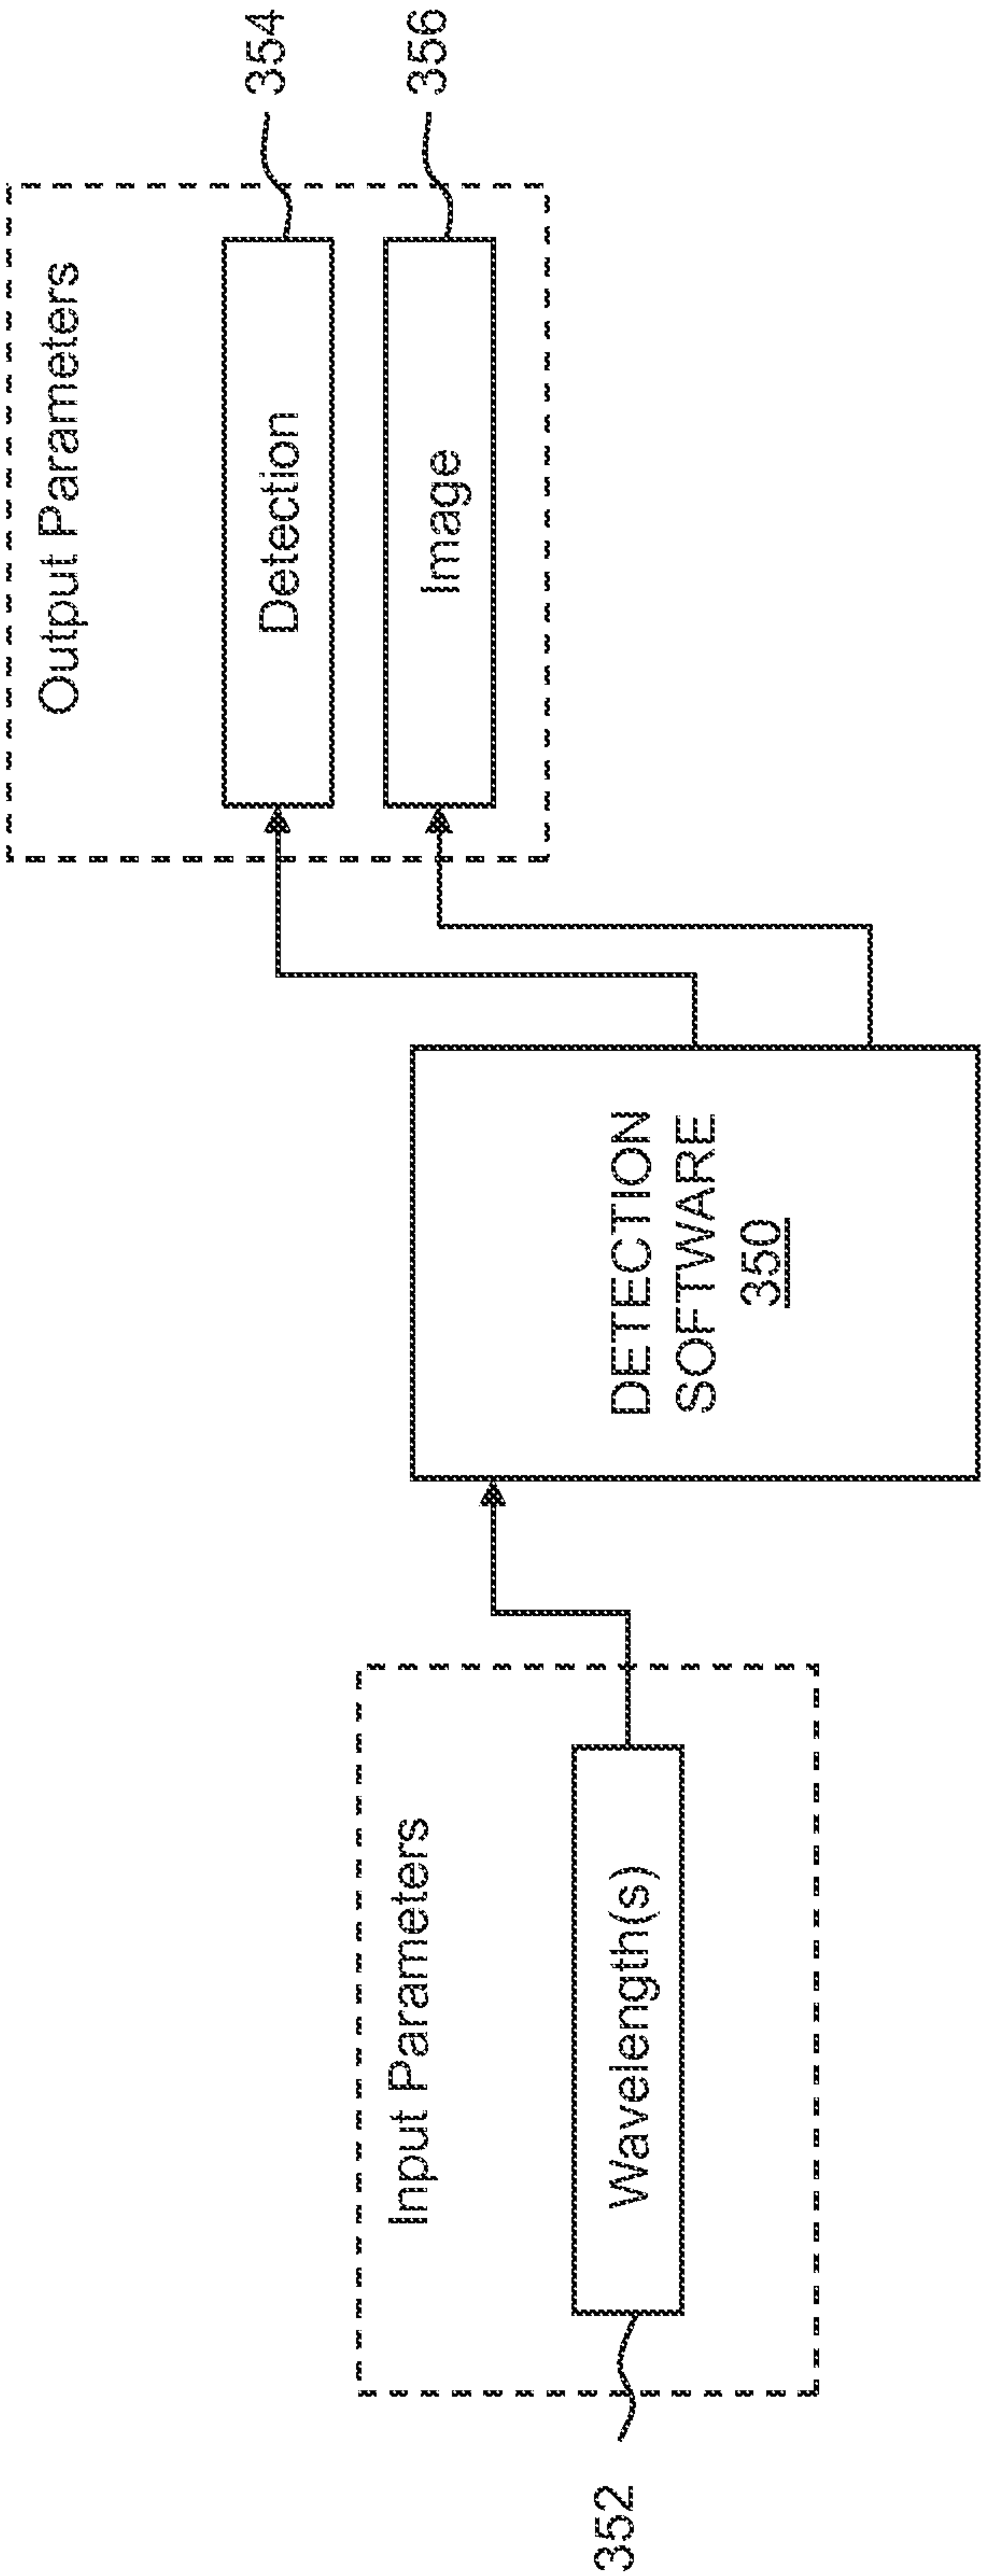 Input Parameters
Wavelength(s)
352
DETECTION
SOFTWARE
350
Output Parameters
Detection
354
Image
356